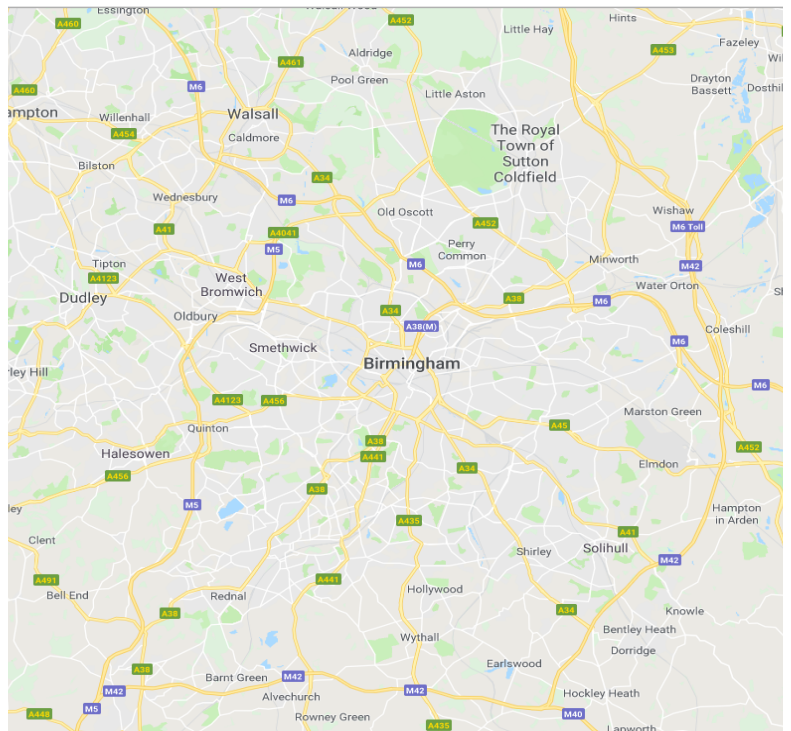 Essington
A460
A452
Little Hay
Hints
Fazeley
A453
Aldridge
A461
Pool Green
Drayton
Bassett
Dosthil
M6
A460
ampton
Willenhall
Walsall
Little Aston
A454
Caldmore
The Royal
Town of
Sutton
Coldfield
Bilston
A34
Wednesbury
M6
Old Oscott
Wishaw
A452
M6 Toll
A41
A4041
M5
Perry
Common
Tipton
M6
Minworth
M42
A4123
West
Bromwich
Water Orton
Dudley
A38
M6
Oldbury
A34
A38(M)
Coleshill
Smethwick
M6
Birmingham
rley Hill
M6
A4123
A456
Marston Green
Quinton
A45
A38
A452
Halesowen
A441
Elmdon
A34
A456
A38
M5
ley
Hampton
in Arden
A435
A41
Clent
Shirley
Solihull
M42
A491
A441
Bell End
Rednal
Hollywood
A38
A34
Knowle
Bentley Heath
Wythall
Dorridge
A38
Earlswood
Barnt Green
M42
M42
M42
Alvechurch
Hockley Heath
M5
A448
Rowney Green
M40
A435
Lapworth